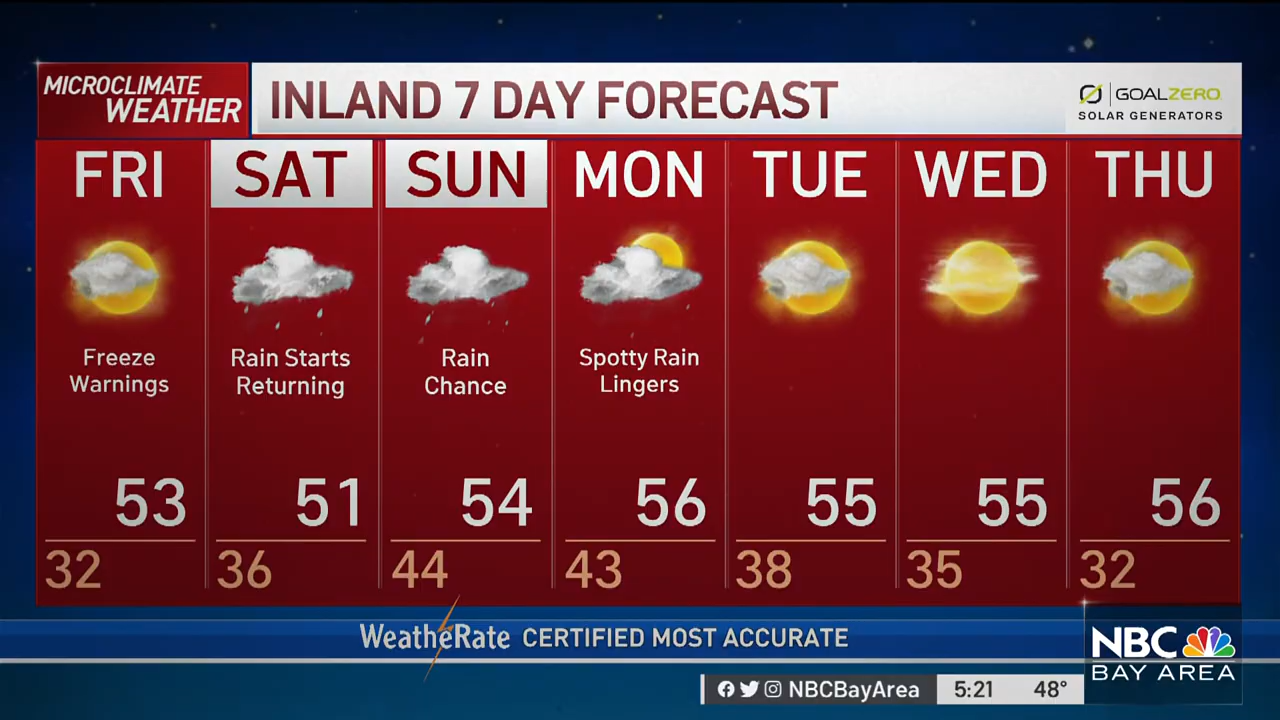 MICROCLIMATE
WEATHER
INLAND 7 DAY FORECAST
GOALZERO.
SOLAR GENERATORS
FRI
SAT
SUN
MON
TUE
WED
THU
Freeze
Warnings
Rain Starts
Returning
Rain
Chance
Spotty Rain
Lingers
53
51
54
56
55
55
56
32
36
44
43
38
35
32
WeatheRate CERTIFIED MOST ACCURATE
NBC
BAY AREA
NBCBayArea 5:21 48°